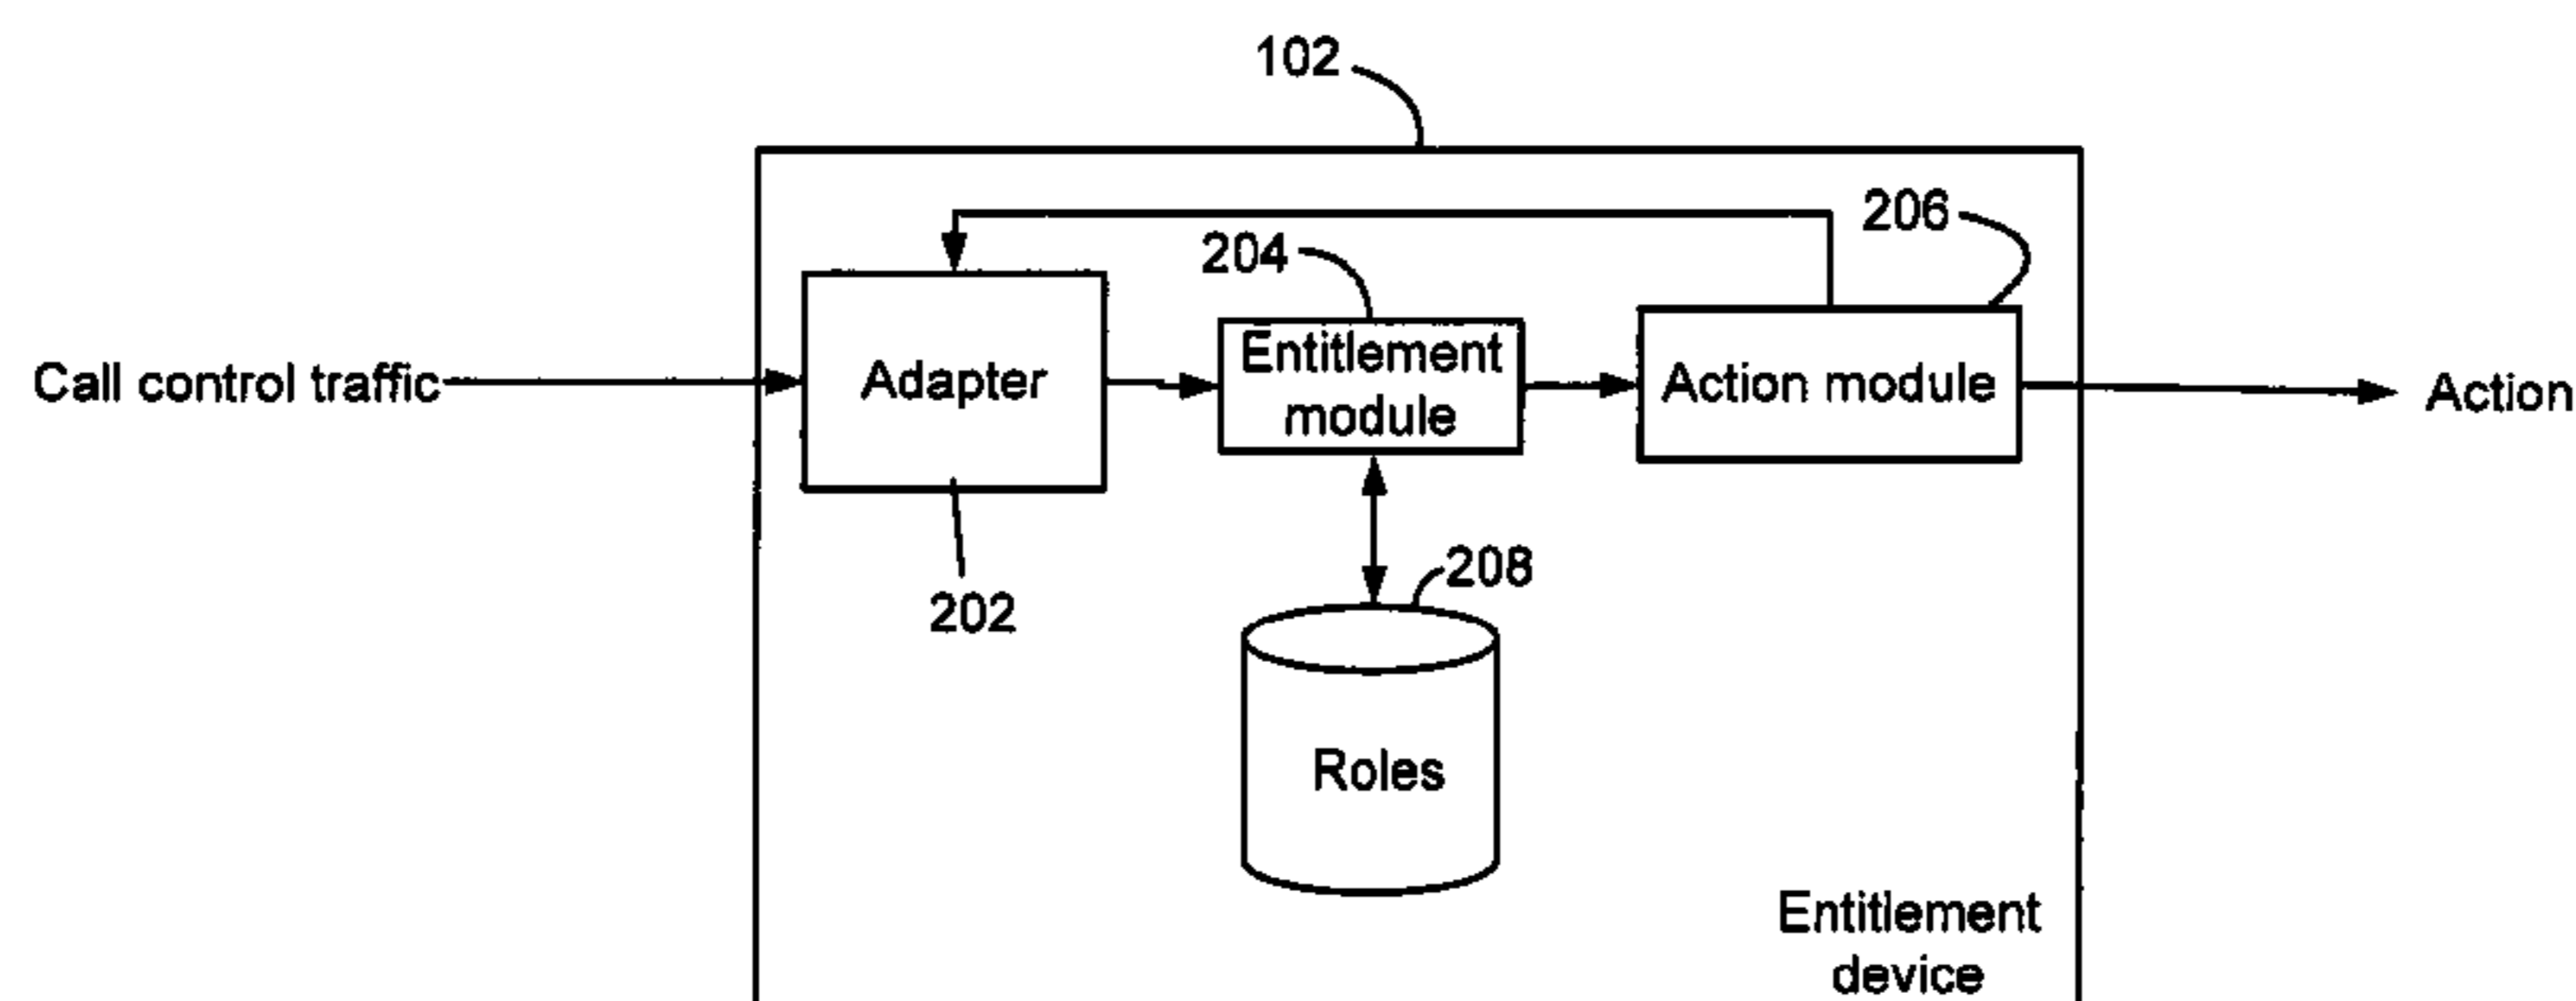 102
206
204
Call control traffic
Adapter
Entitlement
module
Action module
Action
202
208
Roles
Entitlement
device